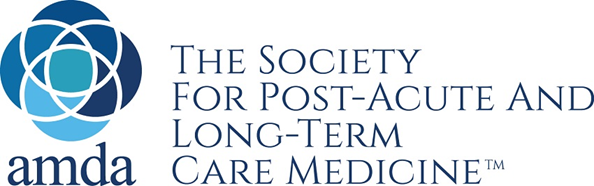 amda
The Society
For Post-Acute And
Long-Term
Care Medicine™